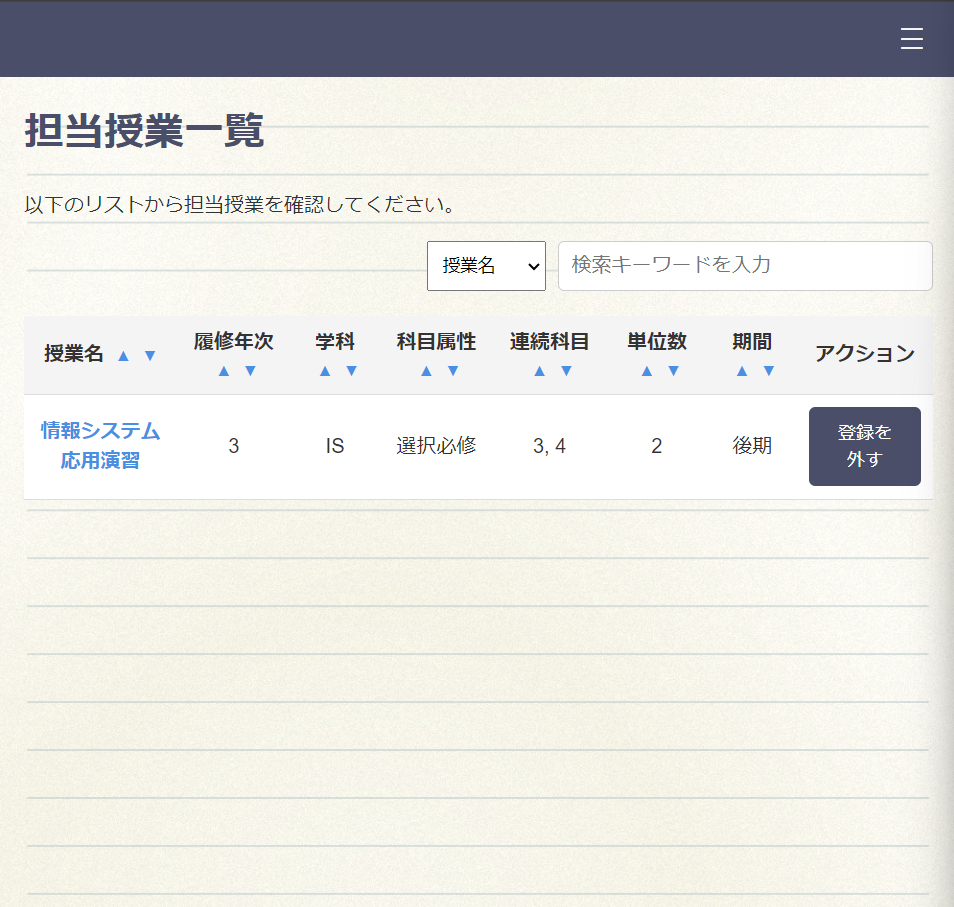 担当授業一覧
以下のリストから担当授業を確認してください。
授業名 検索キーワードを入力
授業名 ▲ ▼ 履修年次 ▲ ▼ 学科 ▲ ▼ 科目属性 ▲ ▼ 連続科目 ▲ ▼ 単位数 ▲ ▼ 期間 ▲ ▼ アクション
情報システム
応用演習
3 IS 選択必修 3, 4 2 後期
登録を
外す